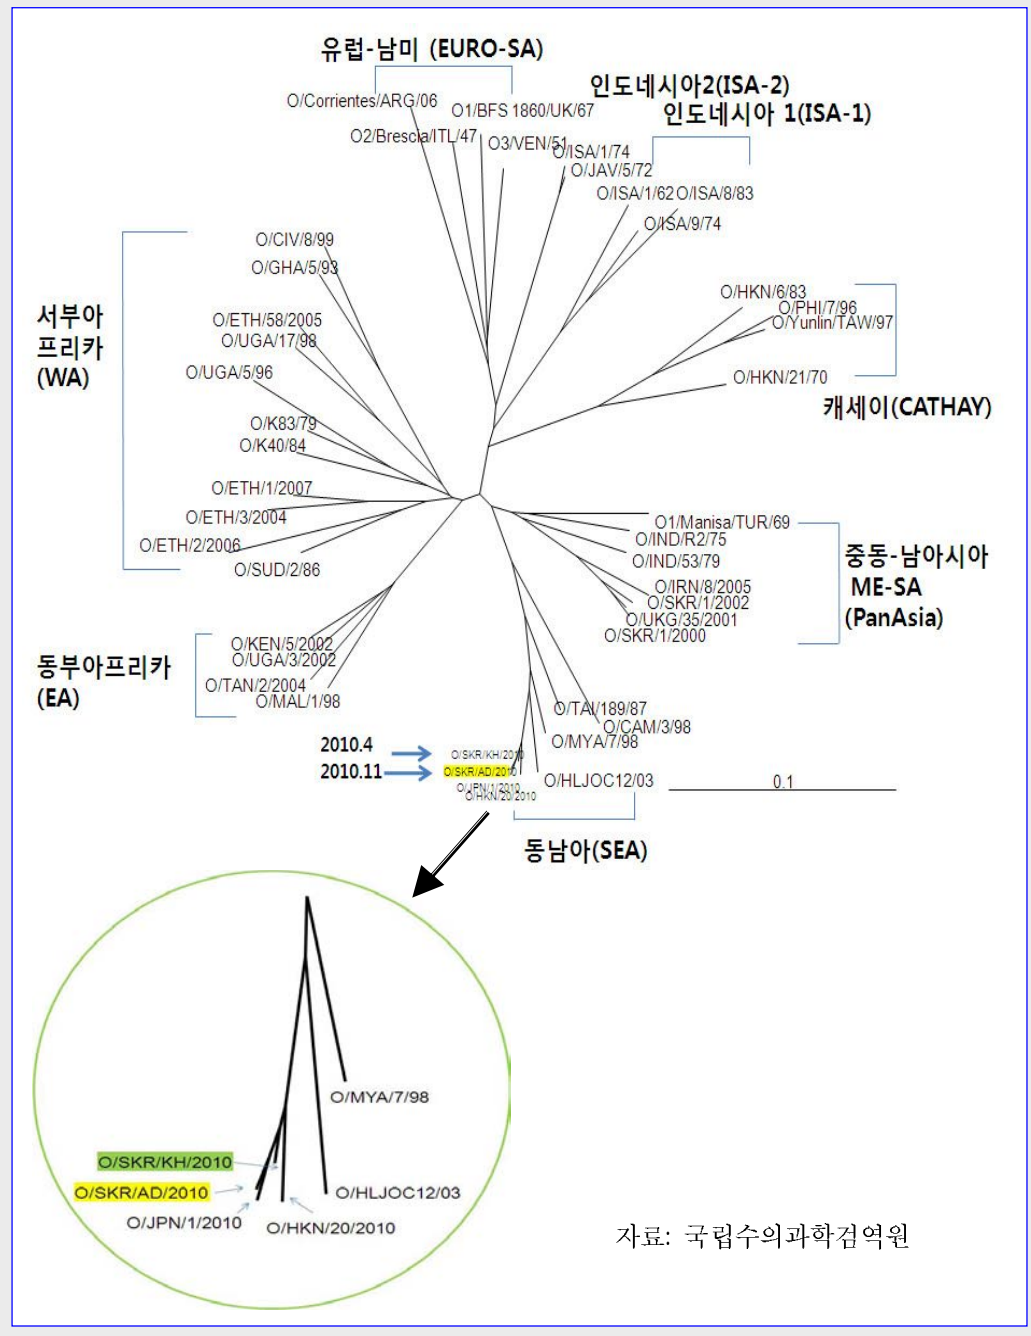 유럽-남미 (EURO-SA)
인도네시아2(ISA-2)
인도네시아 1(ISA-1)
O/Corrientes/ARG/06
O1/BFS 1860/UK/67
O2/Brescia/ITL/47
O3/VEN/51
O/ISA/1/74
O/JAV/5/72
O/ISA/1/62
O/ISA/8/83
O/ISA/9/74
O/CIV/8/99
O/GHA/5/93
서부아
프리카
(WA)
O/ETH/58/2005
O/UGA/17/98
O/UGA/5/96
O/K83/79
O/K40/84
O/ETH/1/2007
O/ETH/3/2004
O/ETH/2/2006
O/SUD/2/86
O/HKN/6/83
O/PHI/7/96
O/Yunlin/TAW/97
O/HKN/21/70
캐세이(CATHAY)
O1/Manisa/TUR/69
O/IND/R2/75
O/IND/53/79
O/IRN/8/2005
O/SKR/1/2002
O/UKG/35/2001
O/SKR/1/2000
중동-남아시아
ME-SA
(PanAsia)
동부아프리카
(EA)
O/KEN/5/2002
O/UGA/3/2002
O/TAN/2/2004
O/MAL/1/98
O/TAI/189/87
O/CAM/3/98
O/MYA/7/98
2010.4
O/SKR/KH/2010
2010.11
O/SKR/AD/2010
O/JPN/1/2010
O/HKN/20/2010
O/HLJOC12/03
0.1
동남아(SEA)
O/MYA/7/98
O/SKR/KH/2010
O/SKR/AD/2010
O/HLJOC12/03
O/JPN/1/2010
O/HKN/20/2010
자료: 국립수의과학검역원